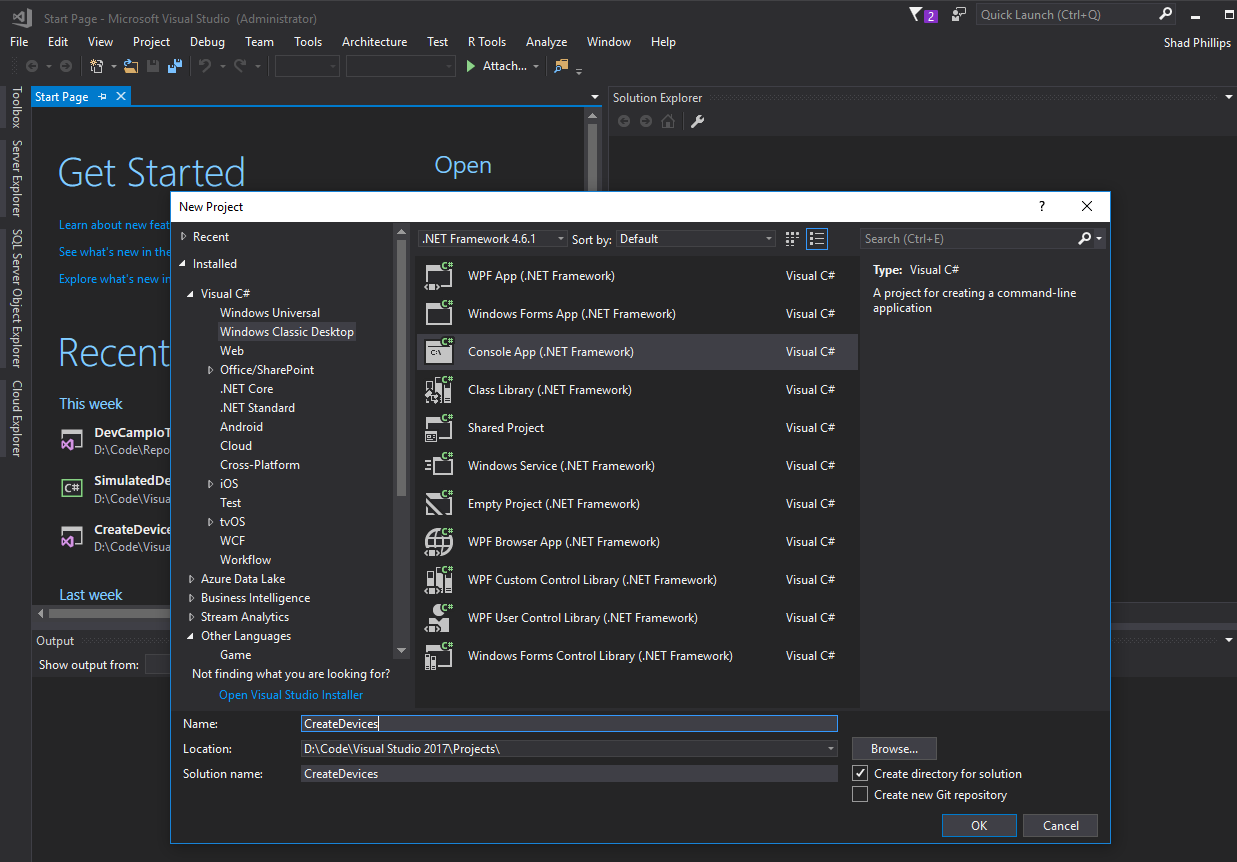 Start Page - Microsoft Visual Studio (Administrator)
2
Quick Launch (Ctrl+Q)
File Edit View Project Debug Team Tools Architecture Test R Tools Analyze Window Help
Shad Phillips
Attach...
Toolbox
Server Explorer
SQL Server Object Explorer
Cloud Explorer
Start Page
Solution Explorer
Get Started
Open
Learn about new feat
See what's new in the
Explore what's new in
Recent
This week
DevCampIoT
D:\Code\Repo
SimulatedDe
D:\Code\Visua
CreateDevice
D:\Code\Visua
Last week
Output
Show output from:
New Project
?
Recent
Installed
Visual C#
Windows Universal
Windows Classic Desktop
Web
Office/SharePoint
.NET Core
.NET Standard
Android
Cloud
Cross-Platform
iOS
Test
tvOS
WCF
Workflow
Azure Data Lake
Business Intelligence
Stream Analytics
Other Languages
Game
Not finding what you are looking for?
Open Visual Studio Installer
.NET Framework 4.6.1
Sort by: Default
Search (Ctrl+E)
WPF App (.NET Framework) Visual C#
Windows Forms App (.NET Framework) Visual C#
Console App (.NET Framework) Visual C#
Class Library (.NET Framework) Visual C#
Shared Project Visual C#
Windows Service (.NET Framework) Visual C#
Empty Project (.NET Framework) Visual C#
WPF Browser App (.NET Framework) Visual C#
WPF Custom Control Library (.NET Framework) Visual C#
WPF User Control Library (.NET Framework) Visual C#
Windows Forms Control Library (.NET Framework) Visual C#
Type: Visual C#
A project for creating a command-line
application
Name: CreateDevices
Location: D:\Code\Visual Studio 2017\Projects\
Browse...
Solution name: CreateDevices
Create directory for solution
Create new Git repository
OK Cancel